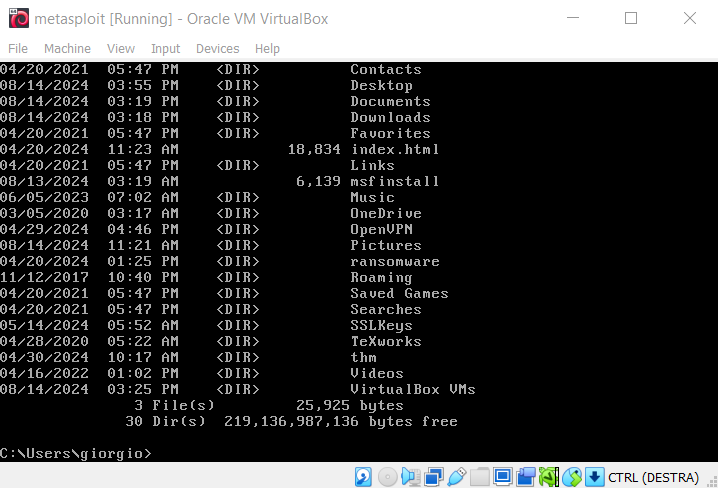 metasploit [Running] - Oracle VM VirtualBox
File Machine View Input Devices Help
04/20/2021  05:47 PM    <DIR>          Contacts
08/14/2024  03:55 PM    <DIR>          Desktop
08/14/2024  03:19 PM    <DIR>          Documents
08/14/2024  03:18 PM    <DIR>          Downloads
04/20/2021  05:47 PM    <DIR>          Favorites
04/20/2024  11:23 AM            18,834 index.html
04/20/2021  05:47 PM    <DIR>          Links
08/13/2024  03:19 AM             6,139 msfinstall
06/05/2023  07:02 AM    <DIR>          Music
03/05/2020  03:17 AM    <DIR>          OneDrive
04/29/2024  04:46 PM    <DIR>          OpenVPN
08/14/2024  11:21 AM    <DIR>          Pictures
04/20/2024  01:25 PM    <DIR>          ransomware
11/12/2017  10:40 PM    <DIR>          Roaming
04/20/2021  05:47 PM    <DIR>          Saved Games
04/20/2021  05:47 PM    <DIR>          Searches
05/14/2024  05:52 AM    <DIR>          SSLKeys
04/28/2020  05:22 AM    <DIR>          TeXworks
04/30/2024  10:17 AM    <DIR>          thm
04/16/2022  01:02 PM    <DIR>          Videos
08/14/2024  03:25 PM    <DIR>          VirtualBox VMs
               3 File(s)         25,925 bytes
              30 Dir(s)  219,136,987,136 bytes free
C:\Users\giorgio>
CTRL (DESTRA)